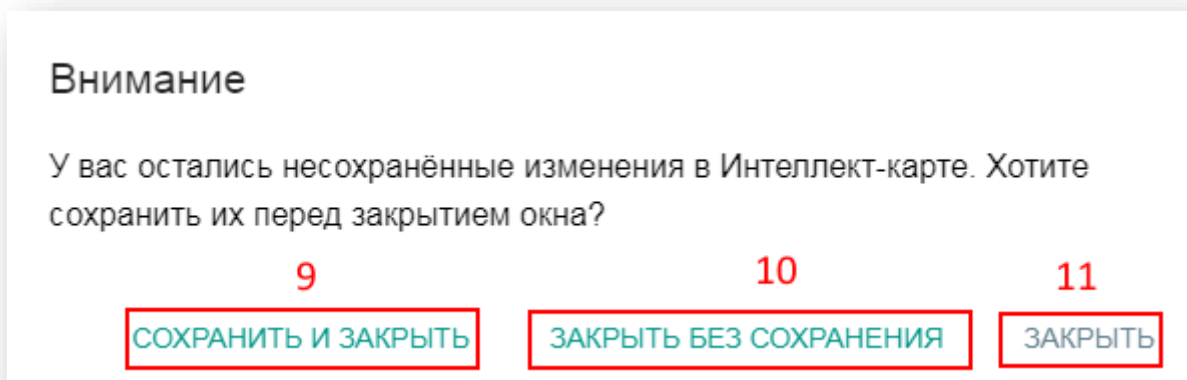 Внимание
У вас остались несохранённые изменения в Интеллект-карте. Хотите
сохранить их перед закрытием окна?
9 10 11
СОХРАНИТЬ И ЗАКРЫТЬ ЗАКРЫТЬ БЕЗ СОХРАНЕНИЯ ЗАКРЫТЬ